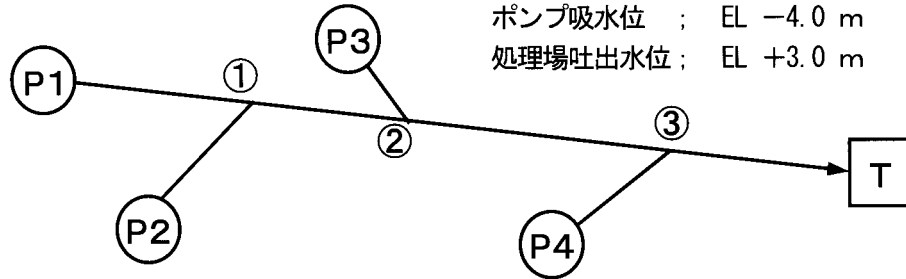 ポンプ吸水位 ; EL －4.0 m
処理場吐出水位; EL ＋3.0 m
P1
①
P3
②
③
T
P2
P4